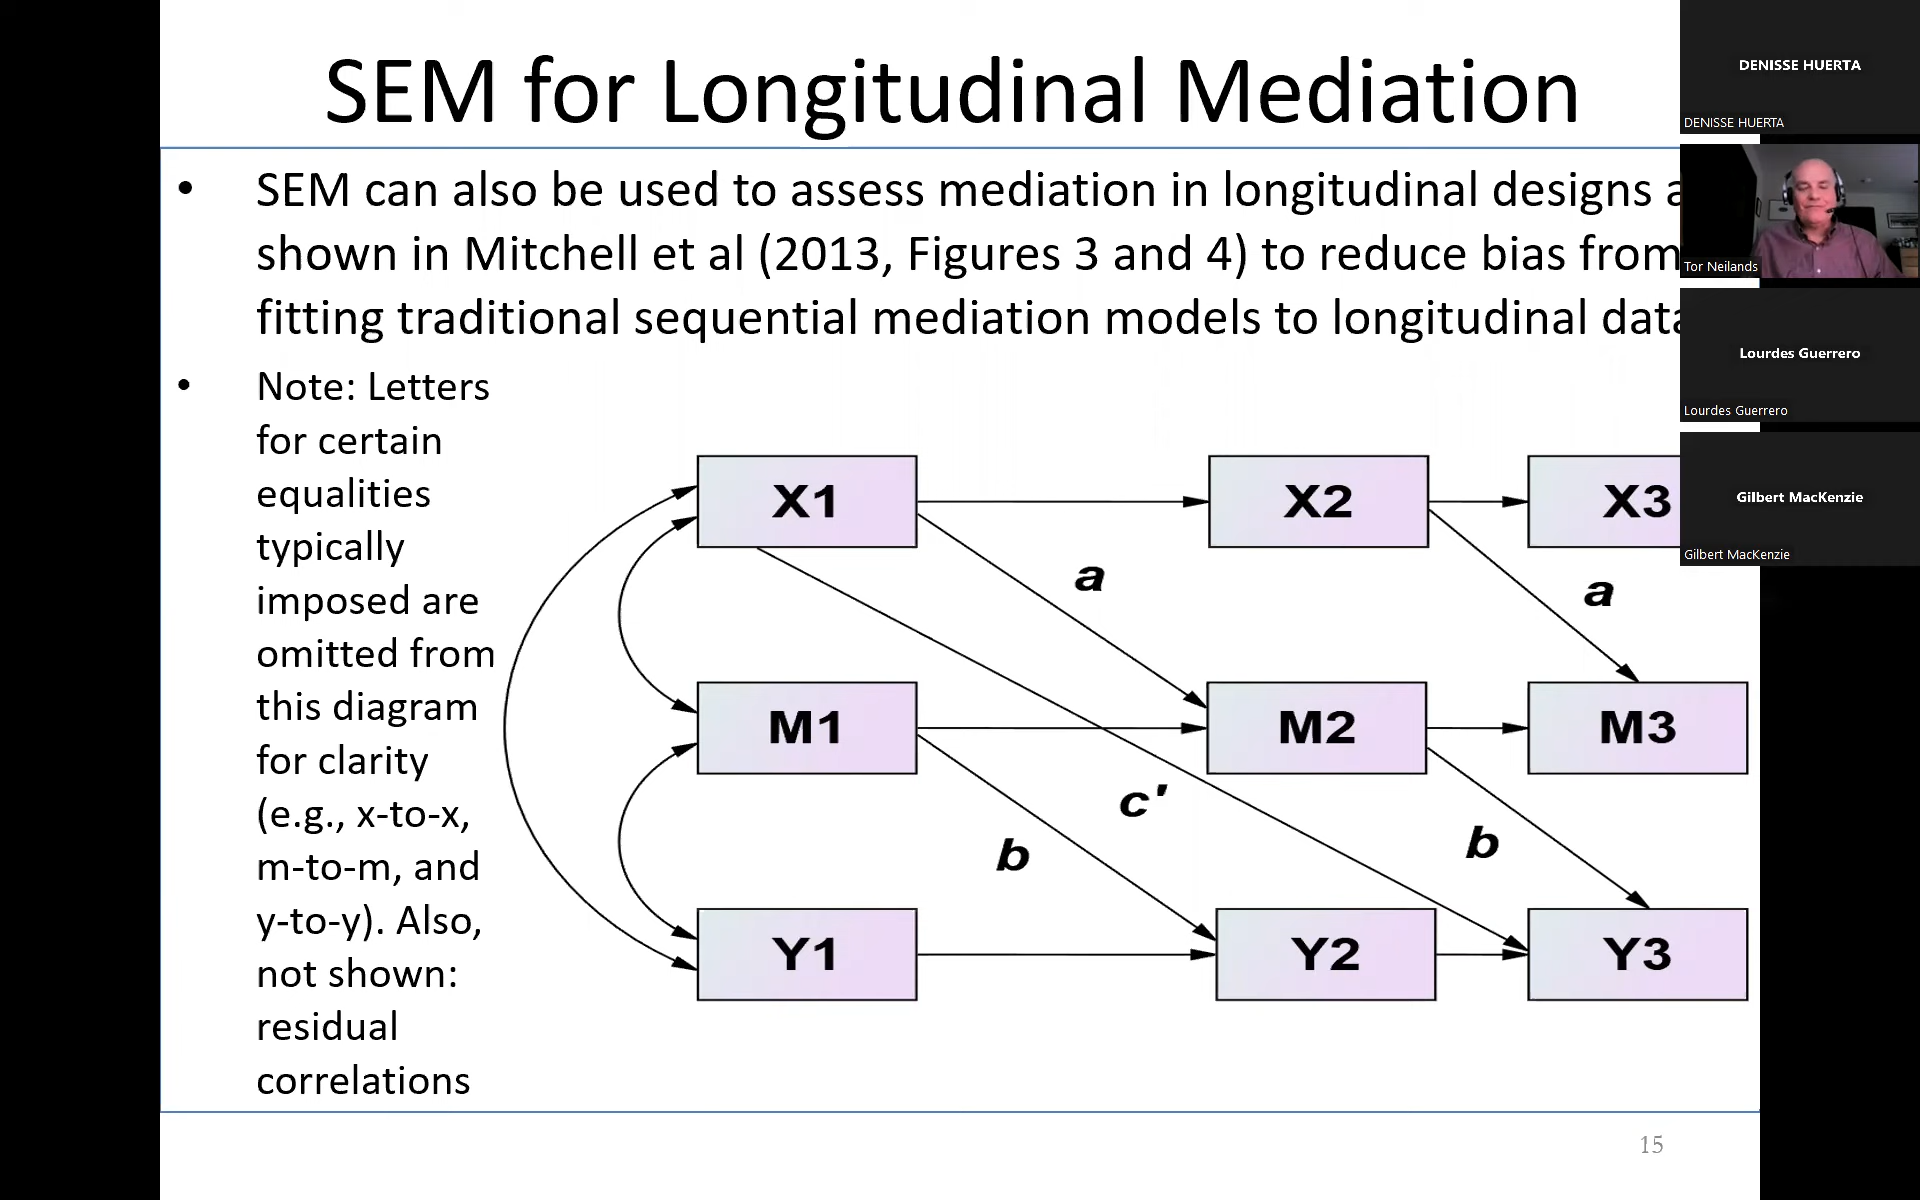 SEM for Longitudinal Mediation
• SEM can also be used to assess mediation in longitudinal designs
shown in Mitchell et al (2013, Figures 3 and 4) to reduce bias from
fitting traditional sequential mediation models to longitudinal data
• Note: Letters
for certain
equalities
typically
imposed are
omitted from
this diagram
for clarity
(e.g., x-to-x,
m-to-m, and
y-to-y). Also,
not shown:
residual
correlations
X1
X2
X3
a
a
M1
M2
M3
c'
b
b
Y1
Y2
Y3
15
DENISSE HUERTA
DENISSE HUERTA
Tor Neilands
Lourdes Guerrero
Lourdes Guerrero
Gilbert MacKenzie
Gilbert MacKenzie